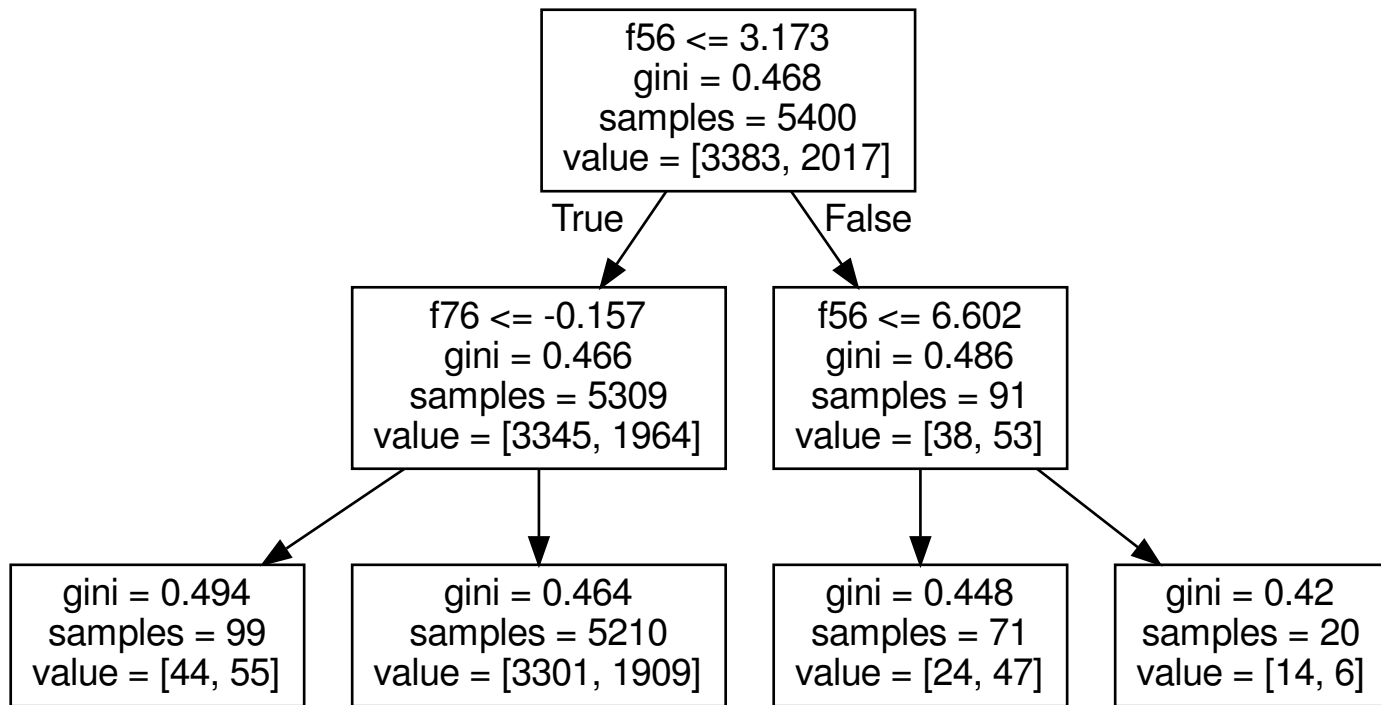 f56 <= 3.173
gini = 0.468
samples = 5400
value = [3383, 2017]
True
False
f76 <= -0.157
gini = 0.466
samples = 5309
value = [3345, 1964]
f56 <= 6.602
gini = 0.486
samples = 91
value = [38, 53]
gini = 0.494
samples = 99
value = [44, 55]
gini = 0.464
samples = 5210
value = [3301, 1909]
gini = 0.448
samples = 71
value = [24, 47]
gini = 0.42
samples = 20
value = [14, 6]